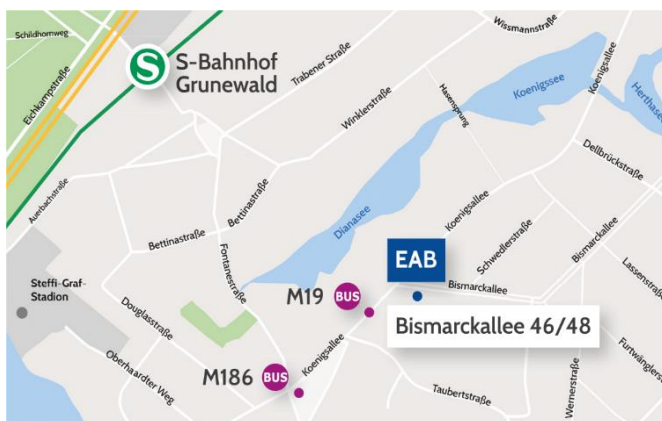 Schildhornweg
Eichkampstraße
S
S-Bahnhof
Grunewald
Trabener Straße
Wissmannstraße
Koenigsallee
Winklerstraße
Hasensprung
Koenigssee
Herthasee
Dellbrückstraße
Auerbachstraße
Bettinastraße
Bettinastraße
Dianasee
Koenigsallee
Schwedlerstraße
Bismarckallee
Lassenstraße
Steffi-Graf-
Stadion
Fontanestraße
EAB
Bismarckallee
M19 BUS
Bismarckallee 46/48
Douglasstraße
Oberhaardter Weg
M186 BUS
Koenigsallee
Taubertstraße
Wernerstraße